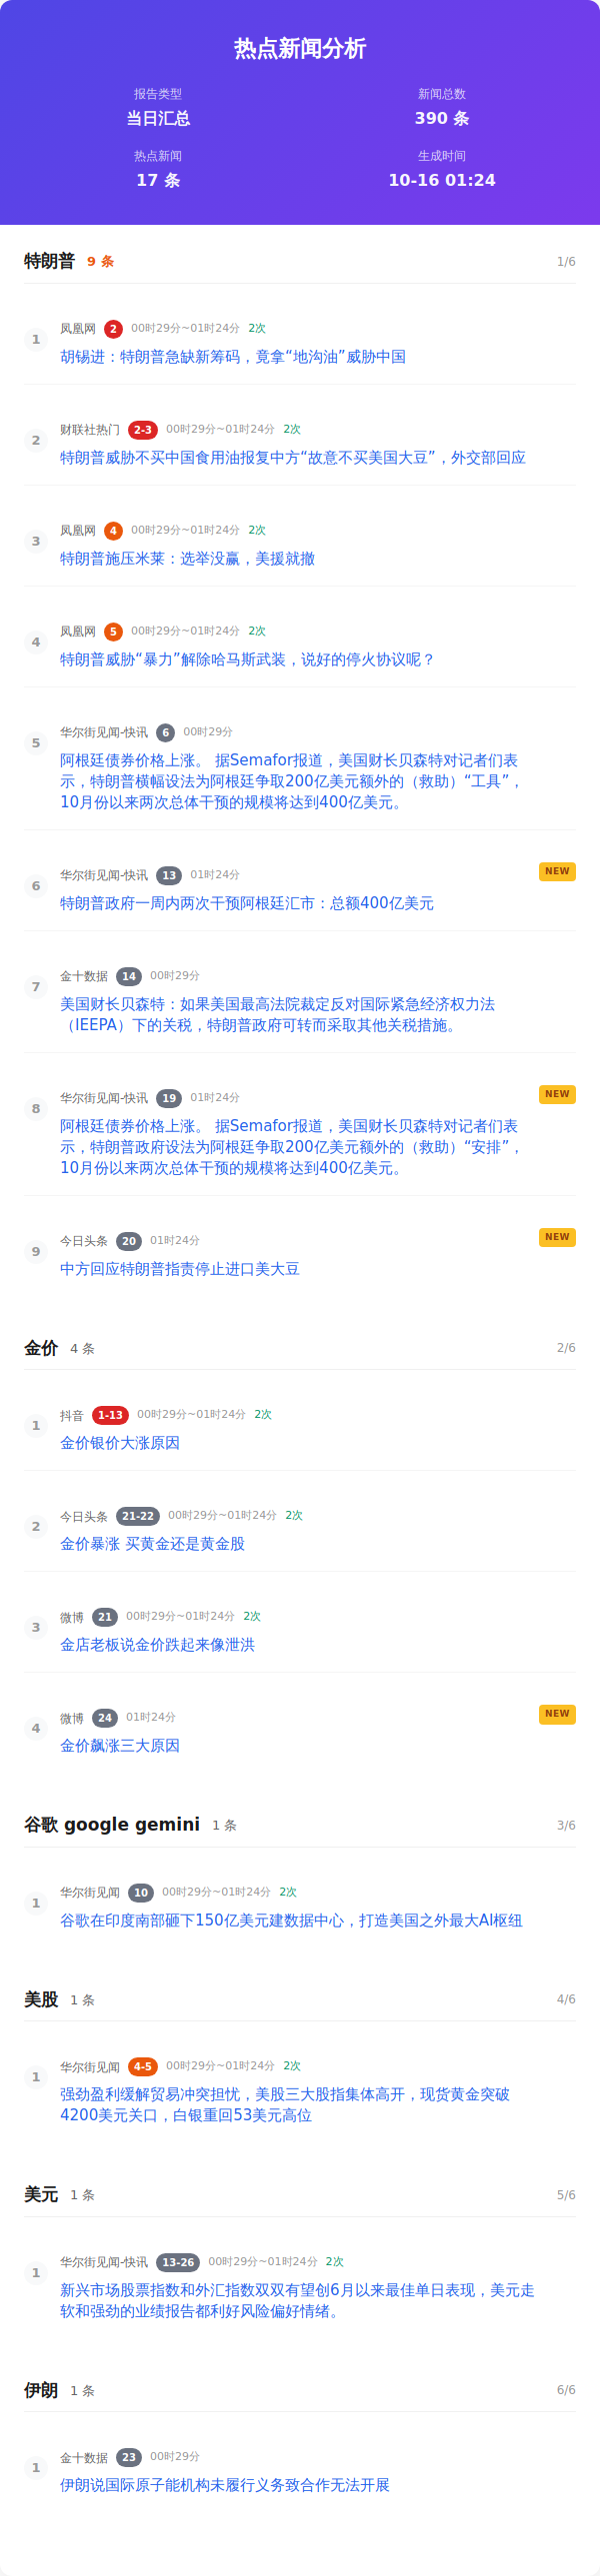 热点新闻分析
报告类型
新闻总数
当日汇总
390 条
热点新闻
生成时间
17 条
10-16 01:24
特朗普 9 条 1/6
1
凤凰网 2 00时29分~01时24分 2次
胡锡进：特朗普急缺新筹码，竟拿“地沟油”威胁中国
2
财联社热门 2-3 00时29分~01时24分 2次
特朗普威胁不买中国食用油报复中方“故意不买美国大豆”，外交部回应
3
凤凰网 4 00时29分~01时24分 2次
特朗普施压米莱：选举没赢，美援就撤
4
凤凰网 5 00时29分~01时24分 2次
特朗普威胁“暴力”解除哈马斯武装，说好的停火协议呢？
5
华尔街见闻-快讯 6 00时29分
阿根廷债券价格上涨。 据Semafor报道，美国财长贝森特对记者们表
示，特朗普横幅设法为阿根廷争取200亿美元额外的（救助）“工具”，
10月份以来两次总体干预的规模将达到400亿美元。
6
华尔街见闻-快讯 13 01时24分 NEW
特朗普政府一周内两次干预阿根廷汇市：总额400亿美元
7
金十数据 14 00时29分
美国财长贝森特：如果美国最高法院裁定反对国际紧急经济权力法
（IEEPA）下的关税，特朗普政府可转而采取其他关税措施。
8
华尔街见闻-快讯 19 01时24分 NEW
阿根廷债券价格上涨。 据Semafor报道，美国财长贝森特对记者们表
示，特朗普政府设法为阿根廷争取200亿美元额外的（救助）“安排”，
10月份以来两次总体干预的规模将达到400亿美元。
9
今日头条 20 01时24分 NEW
中方回应特朗普指责停止进口美大豆
金价 4 条 2/6
1
抖音 1-13 00时29分~01时24分 2次
金价银价大涨原因
2
今日头条 21-22 00时29分~01时24分 2次
金价暴涨 买黄金还是黄金股
3
微博 21 00时29分~01时24分 2次
金店老板说金价跌起来像泄洪
4
微博 24 01时24分 NEW
金价飙涨三大原因
谷歌 google gemini 1 条 3/6
1
华尔街见闻 10 00时29分~01时24分 2次
谷歌在印度南部砸下150亿美元建数据中心，打造美国之外最大AI枢纽
美股 1 条 4/6
1
华尔街见闻 4-5 00时29分~01时24分 2次
强劲盈利缓解贸易冲突担忧，美股三大股指集体高开，现货黄金突破
4200美元关口，白银重回53美元高位
美元 1 条 5/6
1
华尔街见闻-快讯 13-26 00时29分~01时24分 2次
新兴市场股票指数和外汇指数双双有望创6月以来最佳单日表现，美元走
软和强劲的业绩报告都利好风险偏好情绪。
伊朗 1 条 6/6
1
金十数据 23 00时29分
伊朗说国际原子能机构未履行义务致合作无法开展